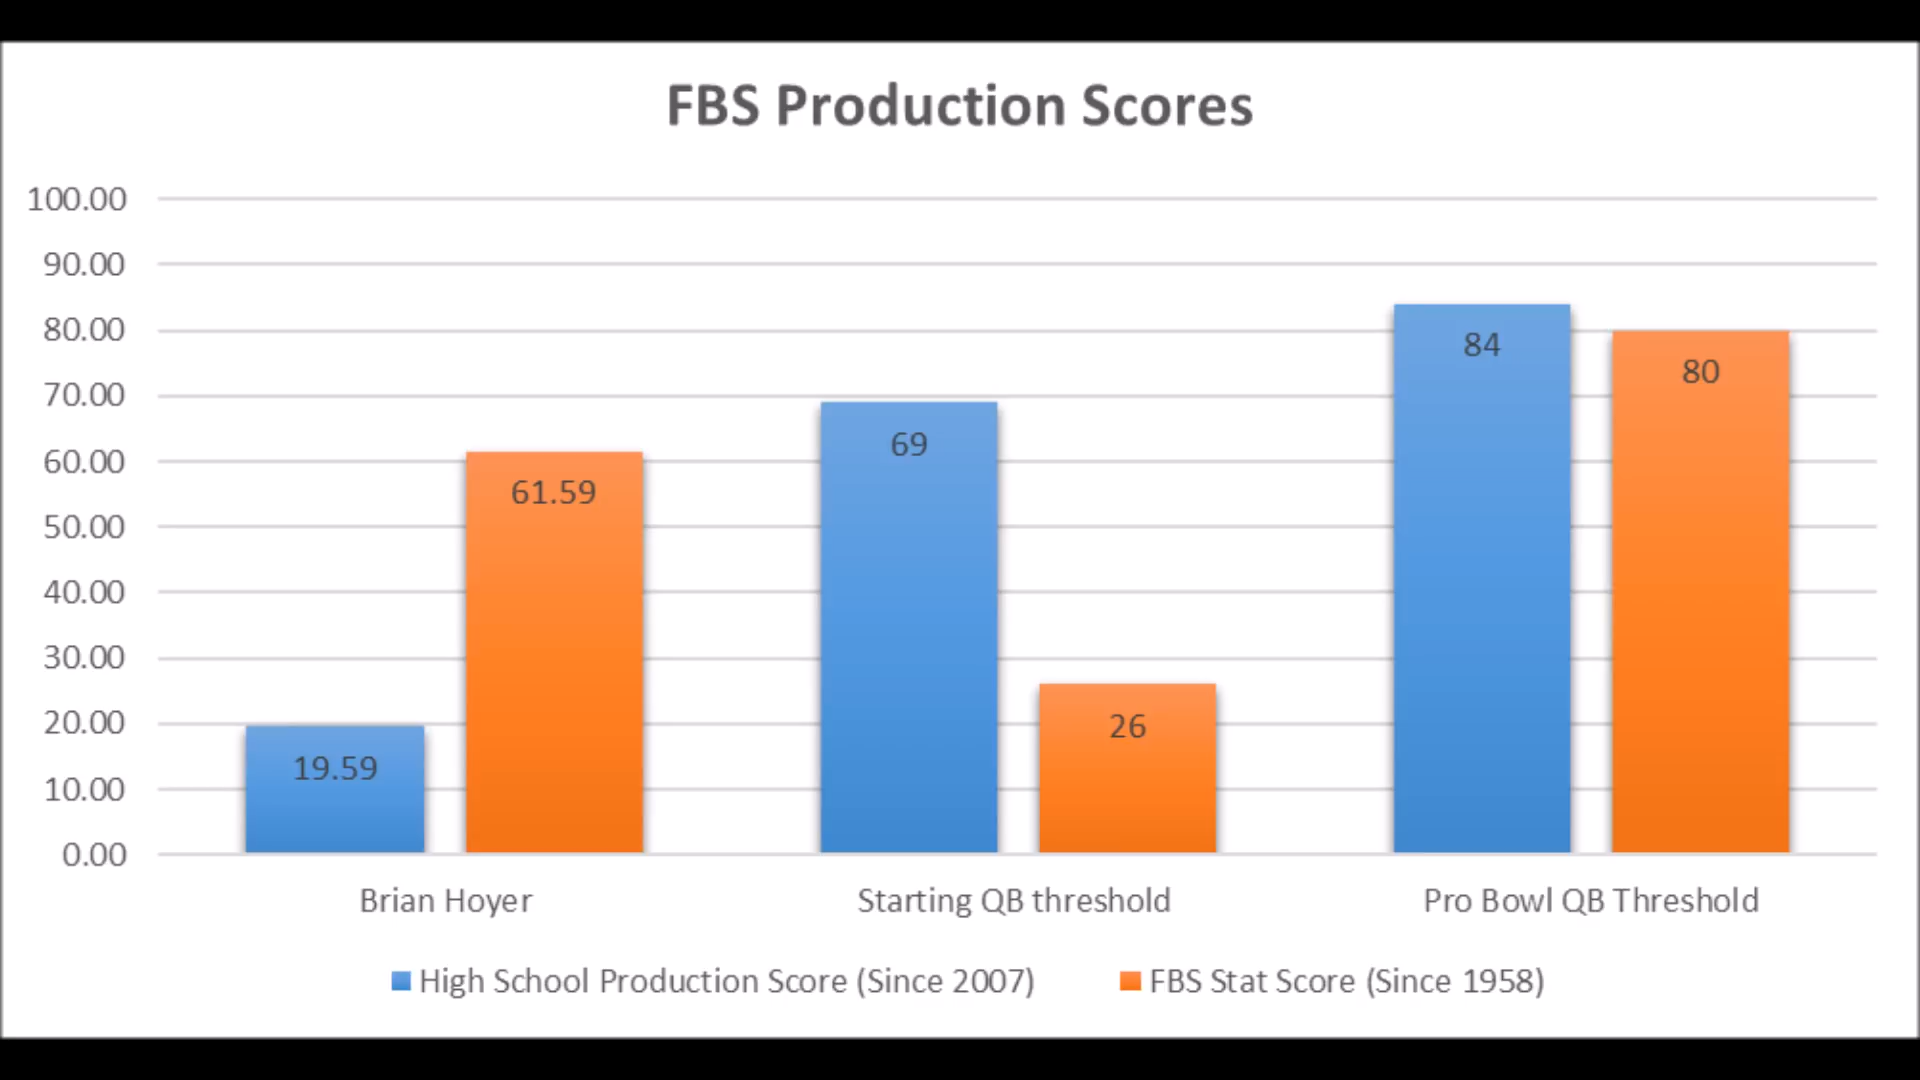 FBS Production Scores
100.00
90.00
80.00
70.00
60.00
50.00
40.00
30.00
20.00
10.00
0.00
19.59
61.59
69
26
84
80
Brian Hoyer
Starting QB threshold
Pro Bowl QB Threshold
High School Production Score (Since 2007)
FBS Stat Score (Since 1958)